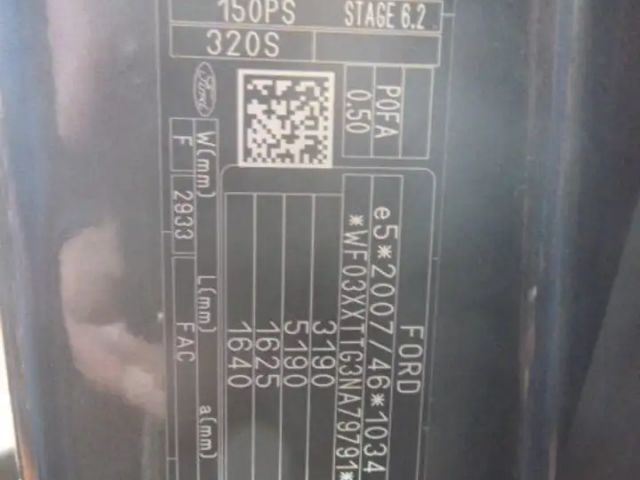 150PS STAGE 6.2
320S
Ford
POFA
0.50
FORD
e5*2007/46*1034
*WF03XXTTG3NA79791*
3190
5190
1625
1640
W(mm) L(mm) a(mm)
F 2933 FAC